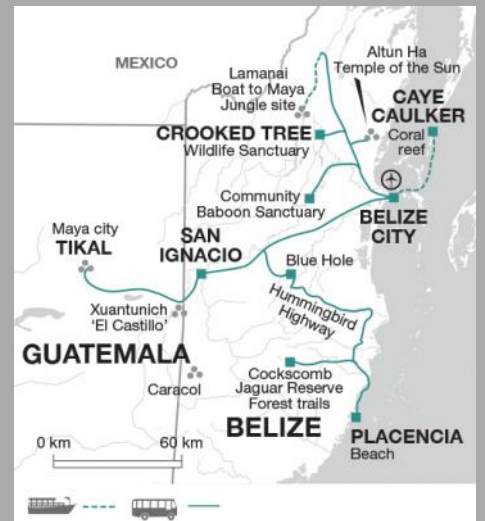 MEXICO
Lamanai
Boat to Maya
Jungle site
Altun Ha
Temple of the Sun
CAYE
CAULKER
Coral
reef
CROOKED TREE
Wildlife Sanctuary
Community
Baboon Sanctuary
BELIZE
CITY
Maya city
TIKAL
SAN
IGNACIO
Blue Hole
Hummingbird
Highway
Xuantunich
'El Castillo'
GUATEMALA
Caracol
Cockscomb
Jaguar Reserve
Forest trails
BELIZE
PLACENCIA
Beach
0 km 60 km